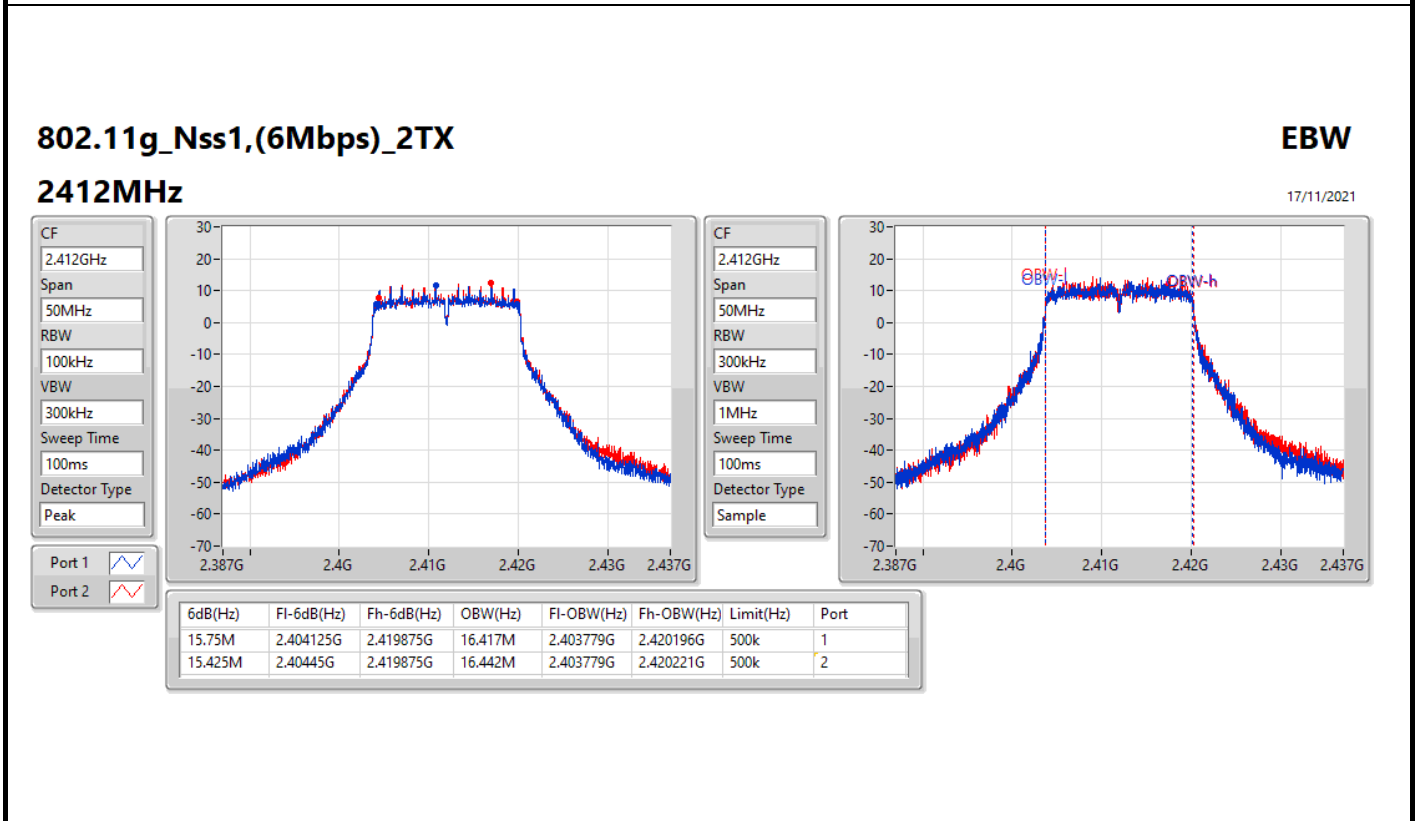 802.11g_Nss1,(6Mbps)_2TX
EBW
2412MHz
17/11/2021
CF
2.412GHz
Span
50MHz
RBW
100kHz
VBW
300kHz
Sweep Time
100ms
Detector Type
Peak
Port 1
Port 2
30
20
10
0
-10
-20
-30
-40
-50
-60
-70
2.387G 2.4G 2.41G 2.42G 2.43G 2.437G
CF
2.412GHz
Span
50MHz
RBW
300kHz
VBW
1MHz
Sweep Time
100ms
Detector Type
Sample
30
20
10
0
-10
-20
-30
-40
-50
-60
-70
OBW-l
OBW-h
2.387G 2.4G 2.41G 2.42G 2.43G 2.437G
6dB(Hz) Fl-6dB(Hz) Fh-6dB(Hz) OBW(Hz) Fl-OBW(Hz) Fh-OBW(Hz) Limit(Hz) Port
15.75M 2.404125G 2.419875G 16.417M 2.403779G 2.420196G 500k 1
15.425M 2.40445G 2.419875G 16.442M 2.403779G 2.420221G 500k 2